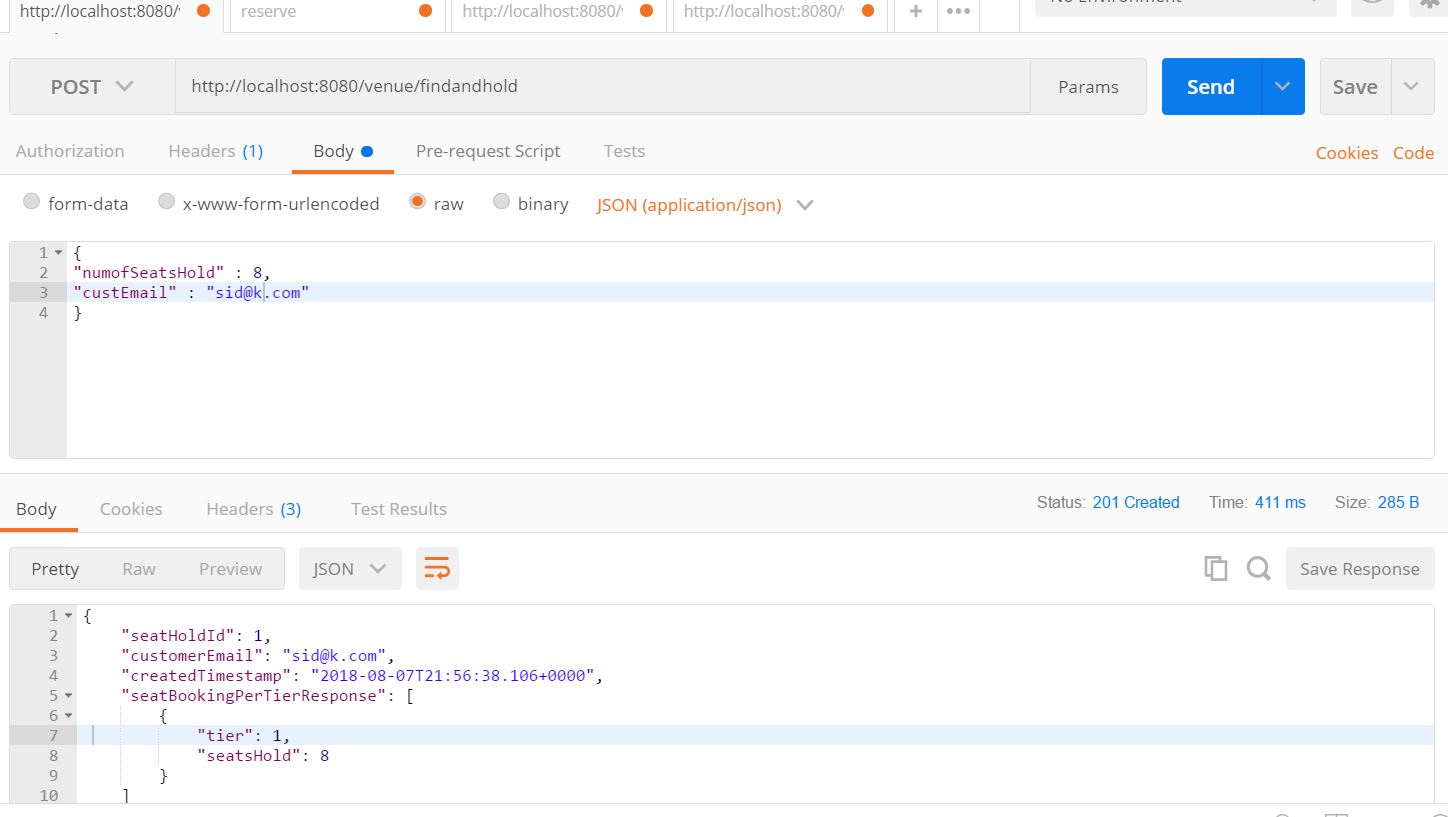 http://localhost:8080/ reserve http://localhost:8080/ http://localhost:8080/ + •••
No Environment
POST http://localhost:8080/venue/findandhold Params Send Save
Authorization Headers (1) Body Pre-request Script Tests Cookies Code
form-data x-www-form-urlencoded raw binary JSON (application/json)
1 {
2 "numofSeatsHold" : 8,
3 "custEmail" : "sid@k.com"
4 }
Body Cookies Headers (3) Test Results Status: 201 Created Time: 411 ms Size: 285 B
Pretty Raw Preview JSON Save Response
1 {
2 "seatHoldId": 1,
3 "customerEmail": "sid@k.com",
4 "createdTimestamp": "2018-08-07T21:56:38.106+0000",
5 "seatBookingPerTierResponse": [
6 {
7 "tier": 1,
8 "seatsHold": 8
9 }
10 ]